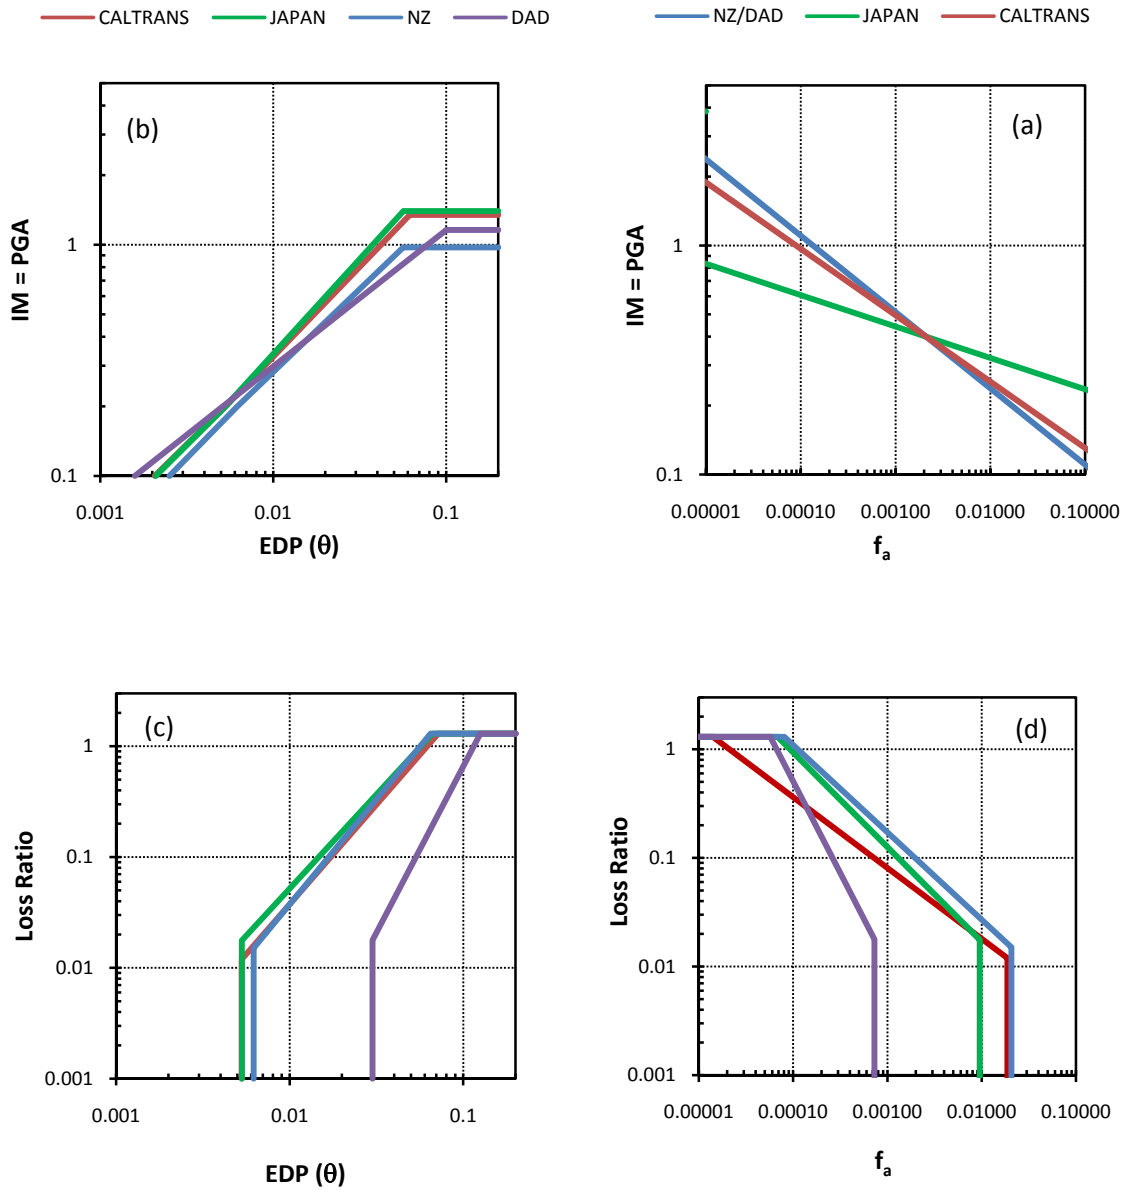 CALTRANS JAPAN NZ DAD
NZ/DAD JAPAN CALTRANS
(b)
IM = PGA
1
0.1
0.001 0.01 0.1
EDP (θ)
(a)
IM = PGA
1
0.1
0.00001 0.00010 0.00100 0.01000 0.10000
fa
(c)
Loss Ratio
1
0.1
0.01
0.001
0.001 0.01 0.1
EDP (θ)
(d)
Loss Ratio
1
0.1
0.01
0.001
0.00001 0.00010 0.00100 0.01000 0.10000
fa